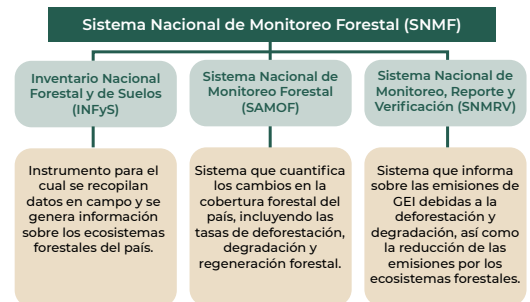 Sistema Nacional de Monitoreo Forestal (SNMF)
Inventario Nacional
Forestal y de Suelos
(INFyS)
Sistema Nacional de
Monitoreo Forestal
(SAMOF)
Sistema Nacional de
Monitoreo, Reporte y
Verificación (SNMRV)
Instrumento para el
cual se recopilan
datos en campo y se
genera información
sobre los ecosistemas
forestales del país.
Sistema que cuantifica
los cambios en la
cobertura forestal del
país, incluyendo las
tasas de deforestación,
degradación y
regeneración forestal.
Sistema que informa
sobre las emisiones de
GEI debidas a la
deforestación y
degradación, así como
la reducción de las
emisiones por los
ecosistemas forestales.